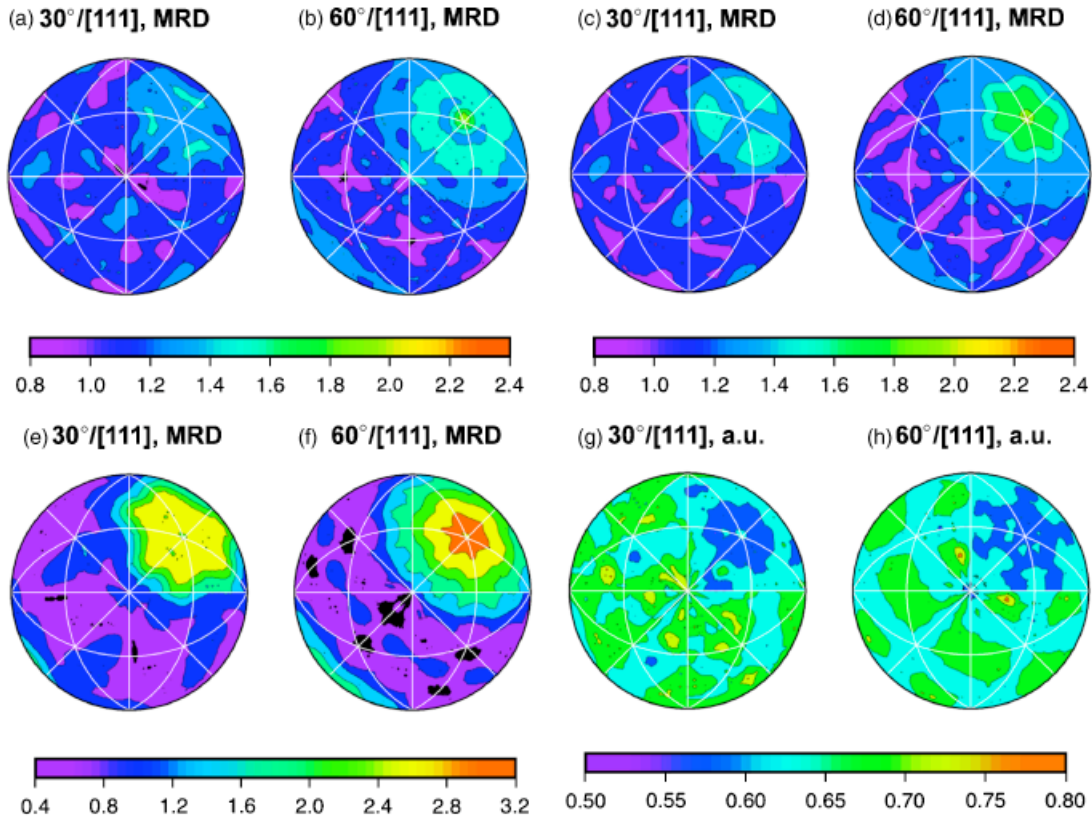 (a) 30°/[111], MRD
(b) 60°/[111], MRD
(c) 30°/[111], MRD
(d) 60°/[111], MRD
0.8 1.0 1.2 1.4 1.6 1.8 2.0 2.2 2.4
0.8 1.0 1.2 1.4 1.6 1.8 2.0 2.2 2.4
(e) 30°/[111], MRD
(f) 60°/[111], MRD
(g) 30°/[111], a.u.
(h) 60°/[111], a.u.
0.4 0.8 1.2 1.6 2.0 2.4 2.8 3.2
0.50 0.55 0.60 0.65 0.70 0.75 0.80